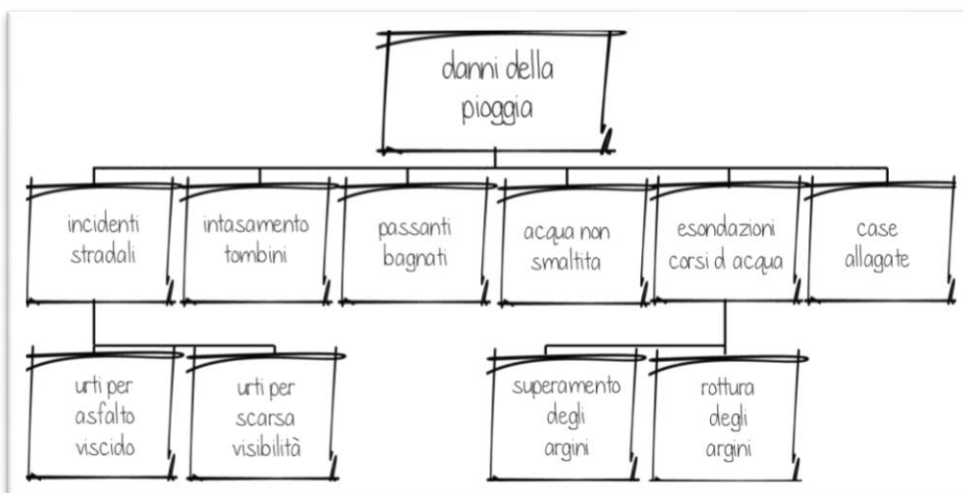 danni della
pioggia
incidenti
stradali
intasamento
tombini
passanti
bagnati
acqua non
smaltita
esondazioni
corsi d acqua
case
allagate
urti per
asfalto
viscido
urti per
scarsa
visibilità
superamento
degli
argini
rottura
degli
argini